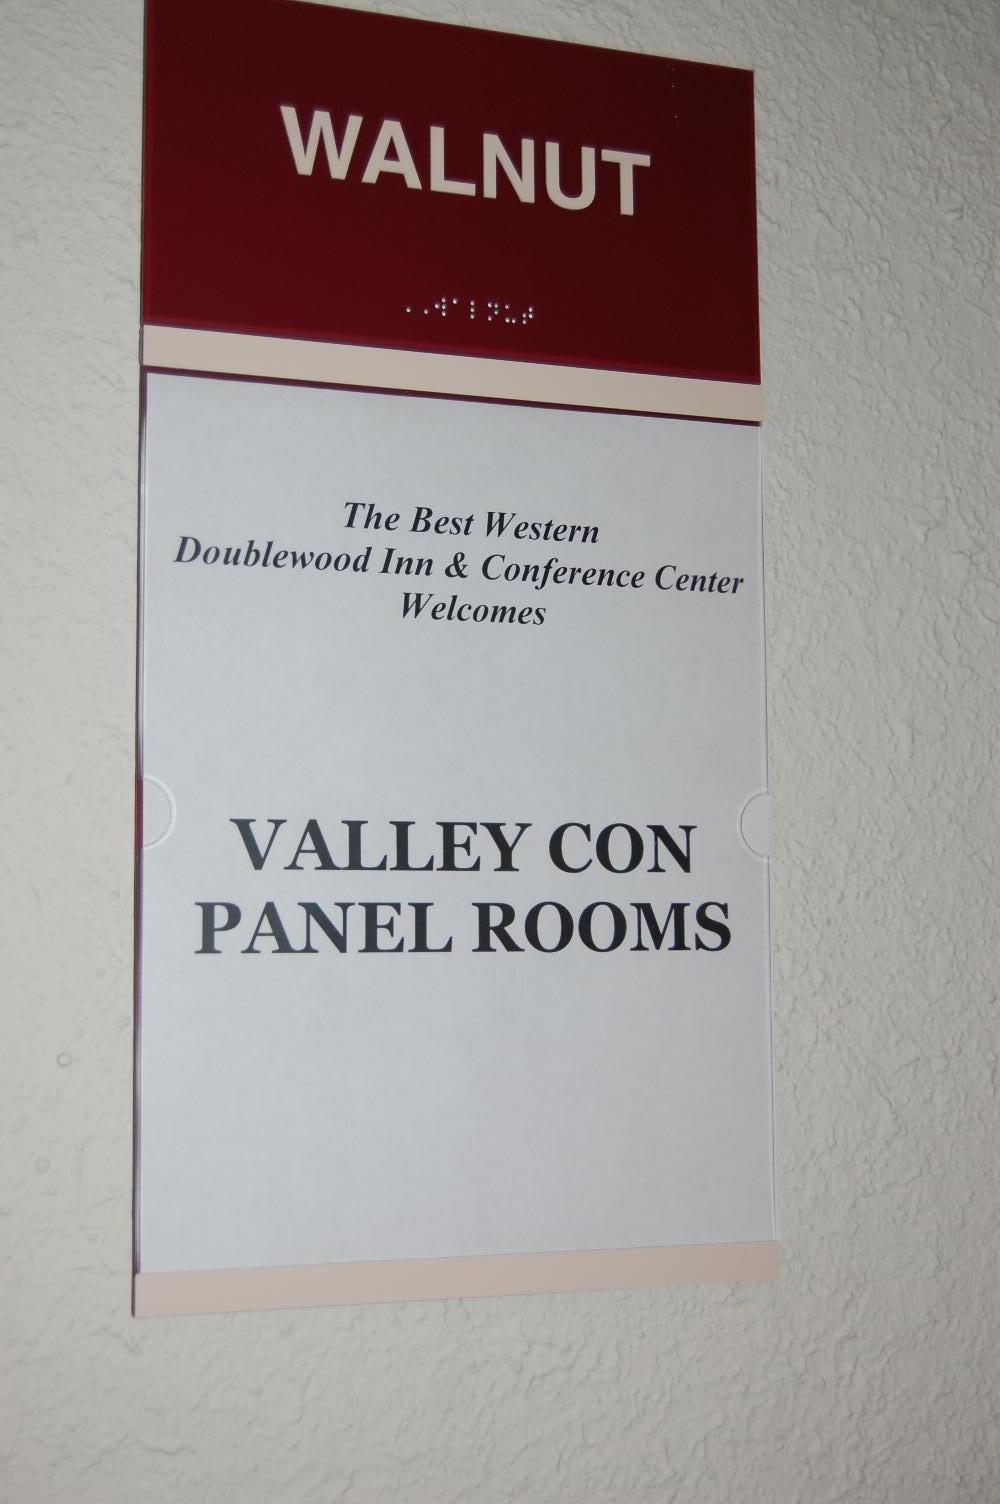 WALNUT
⠠⠠⠺⠁⠇⠝⠥⠞
The Best Western
Doublewood Inn & Conference Center
Welcomes
VALLEY CON
PANEL ROOMS